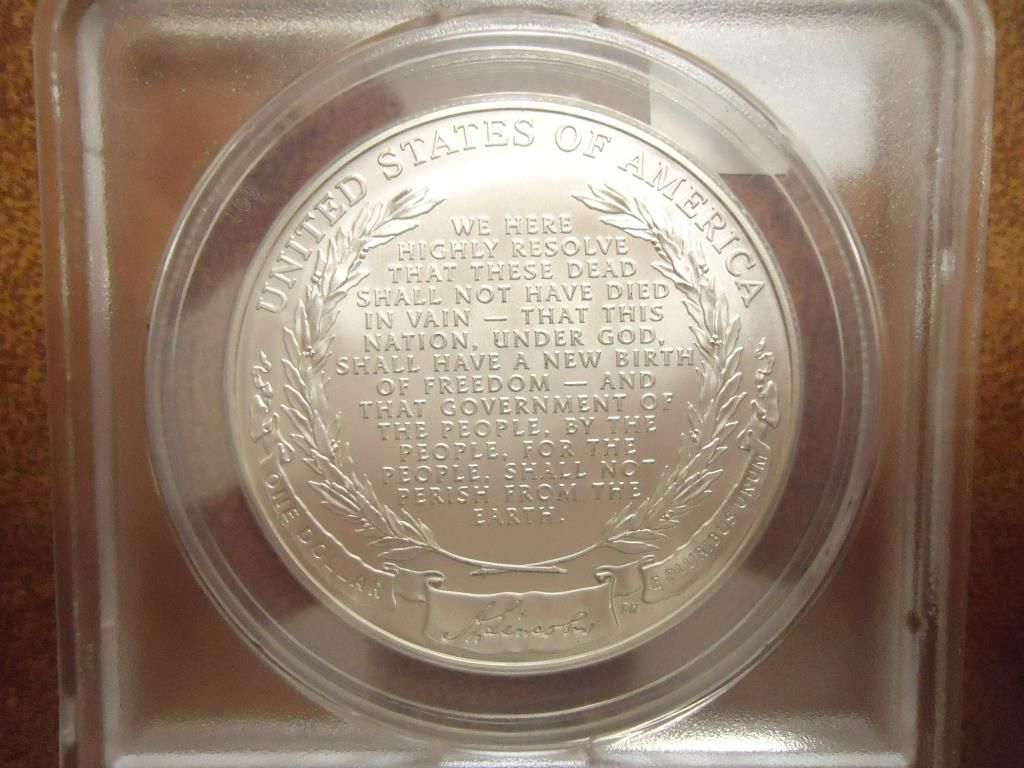 UNITED STATES OF AMERICA
WE HERE
HIGHLY RESOLVE
THAT THESE DEAD
SHALL NOT HAVE DIED
IN VAIN — THAT THIS
NATION, UNDER GOD,
SHALL HAVE A NEW BIRTH
OF FREEDOM — AND
THAT GOVERNMENT OF
THE PEOPLE, BY THE
PEOPLE, FOR THE
PEOPLE, SHALL NOT
PERISH FROM THE
EARTH.
ONE DOLLAR
A. Lincoln
E PLURIBUS UNUM